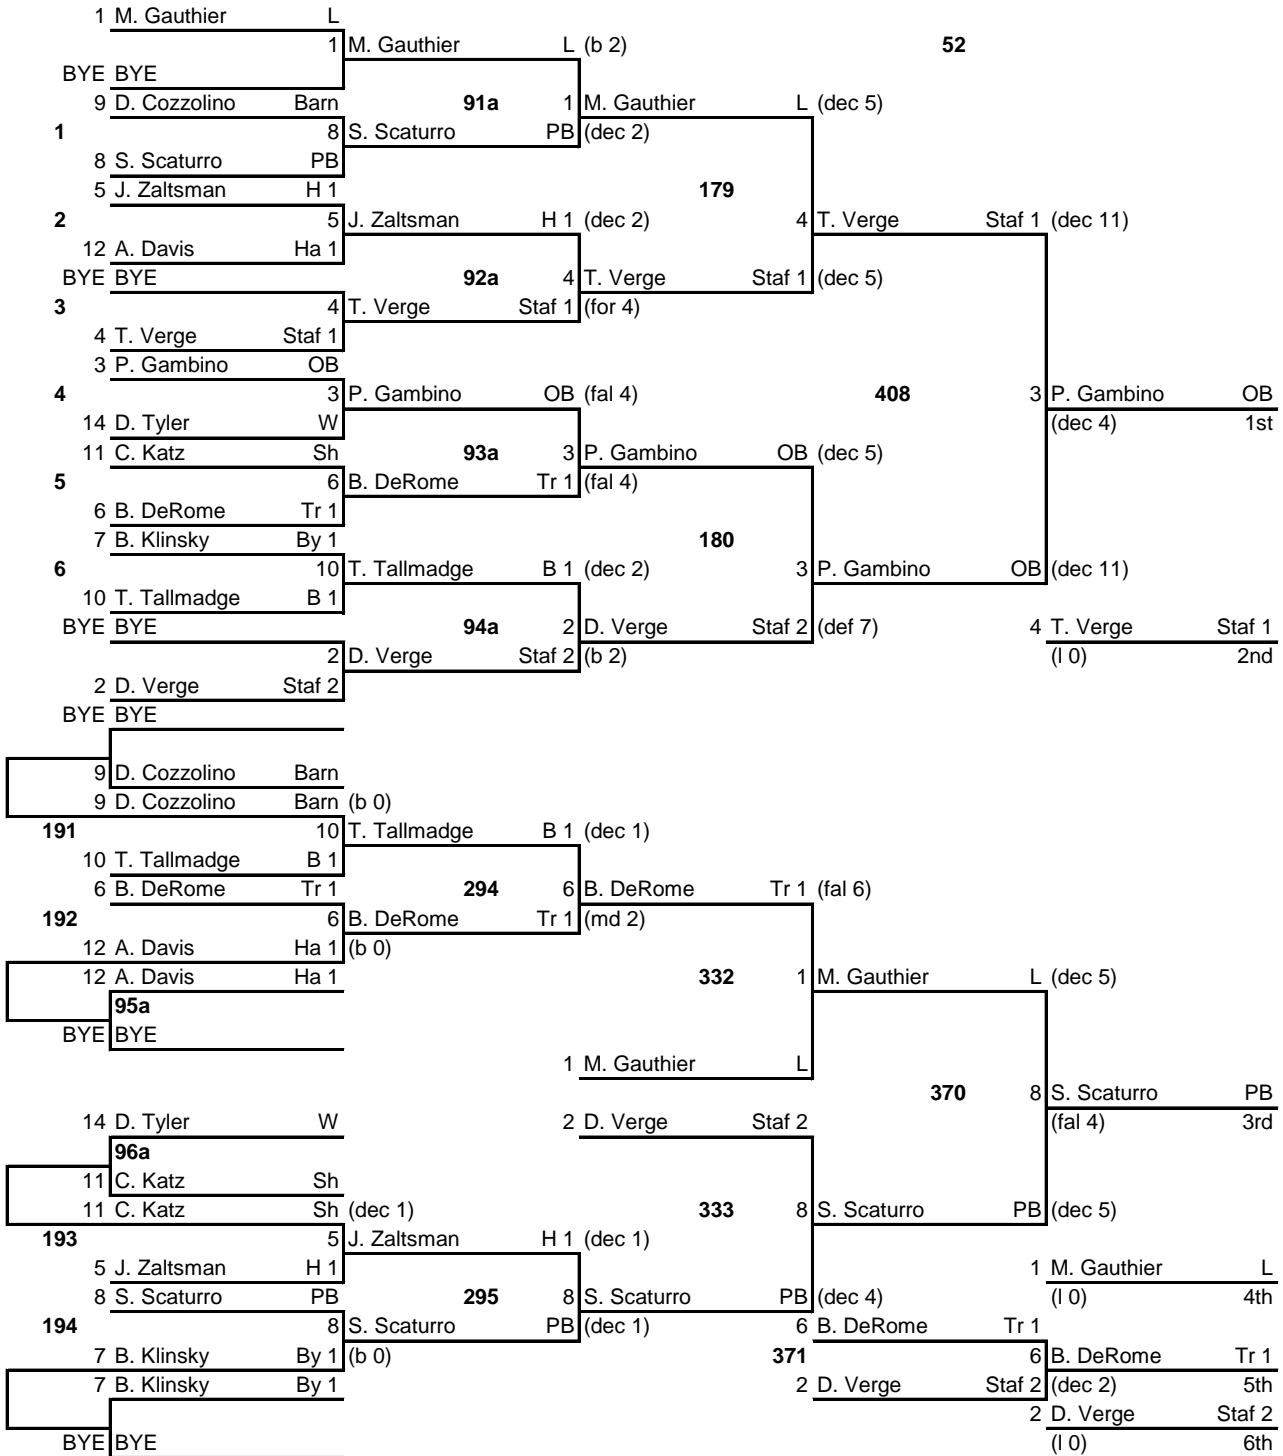 1 M. Gauthier L
1 M. Gauthier L (b 2) 52
BYE BYE
9 D. Cozzolino Barn 91a 1 M. Gauthier L (dec 5)
1 8 S. Scaturro PB (dec 2)
8 S. Scaturro PB
5 J. Zaltsman H 1 179
2 5 J. Zaltsman H 1 (dec 2) 4 T. Verge Staf 1 (dec 11)
12 A. Davis Ha 1
BYE BYE 92a 4 T. Verge Staf 1 (dec 5)
3 4 T. Verge Staf 1 (for 4)
4 T. Verge Staf 1
3 P. Gambino OB
4 3 P. Gambino OB (fal 4) 408 3 P. Gambino OB
14 D. Tyler W (dec 4) 1st
11 C. Katz Sh 93a 3 P. Gambino OB (dec 5)
5 6 B. DeRome Tr 1 (fal 4)
6 B. DeRome Tr 1
7 B. Klinsky By 1 180
6 10 T. Tallmadge B 1 (dec 2) 3 P. Gambino OB (dec 11)
10 T. Tallmadge B 1
BYE BYE 94a 2 D. Verge Staf 2 (def 7) 4 T. Verge Staf 1
2 D. Verge Staf 2 (b 2) (l 0) 2nd
2 D. Verge Staf 2
BYE BYE
9 D. Cozzolino Barn
9 D. Cozzolino Barn (b 0)
191 10 T. Tallmadge B 1 (dec 1)
10 T. Tallmadge B 1
6 B. DeRome Tr 1 294 6 B. DeRome Tr 1 (fal 6)
192 6 B. DeRome Tr 1 (md 2)
12 A. Davis Ha 1 (b 0)
12 A. Davis Ha 1 332 1 M. Gauthier L (dec 5)
95a
BYE BYE
1 M. Gauthier L
370 8 S. Scaturro PB
14 D. Tyler W 2 D. Verge Staf 2 (fal 4) 3rd
96a
11 C. Katz Sh
11 C. Katz Sh (dec 1) 333 8 S. Scaturro PB (dec 5)
193 5 J. Zaltsman H 1 (dec 1)
5 J. Zaltsman H 1 1 M. Gauthier L
8 S. Scaturro PB 295 8 S. Scaturro PB (dec 4) (l 0) 4th
194 8 S. Scaturro PB (dec 1) 6 B. DeRome Tr 1
7 B. Klinsky By 1 (b 0) 371 6 B. DeRome Tr 1
7 B. Klinsky By 1 2 D. Verge Staf 2 (dec 2) 5th
2 D. Verge Staf 2
BYE BYE (l 0) 6th